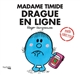 MADAME TIMIDE
DRAGUE
EN LIGNE
Roger Hargreaves